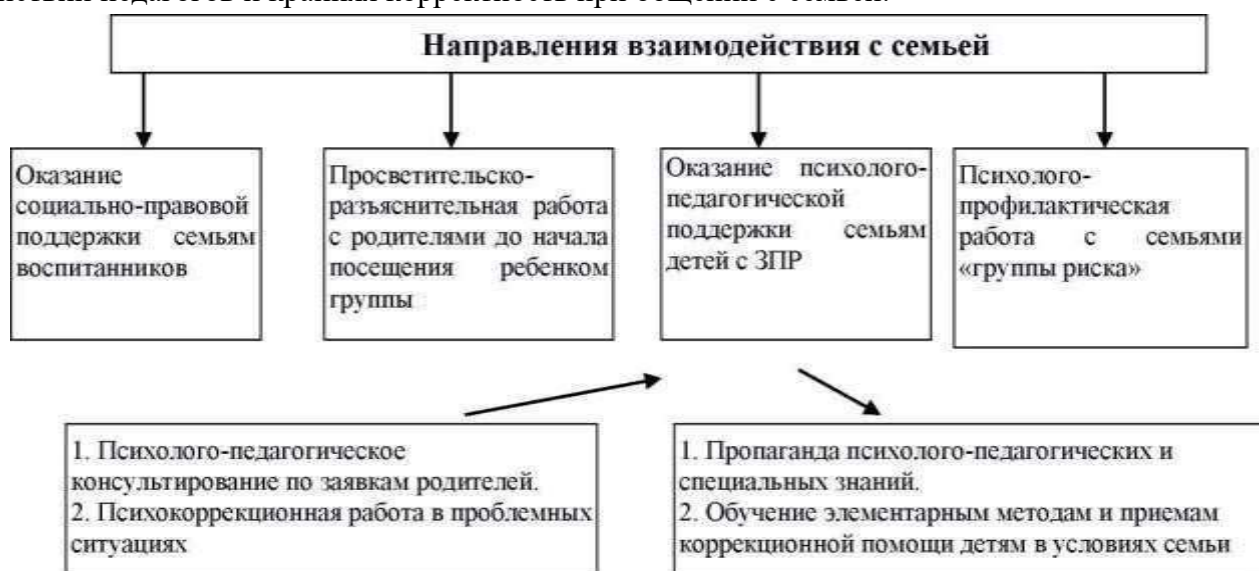 Направления взаимодействия с семьей
Оказание
социально-правовой
поддержки семьям
воспитанников
Просветительско-
разъяснительная работа
с родителями до начала
посещения ребенком
группы
Оказание психолого-
педагогической
поддержки семьям
детей с ЗПР
Психолого-
профилактическая
работа с семьями
«группы риска»
1. Психолого-педагогическое
консультирование по заявкам родителей.
2. Психокоррекционная работа в проблемных
ситуациях
1. Пропаганда психолого-педагогических и
специальных знаний.
2. Обучение элементарным методам и приемам
коррекционной помощи детям в условиях семьи